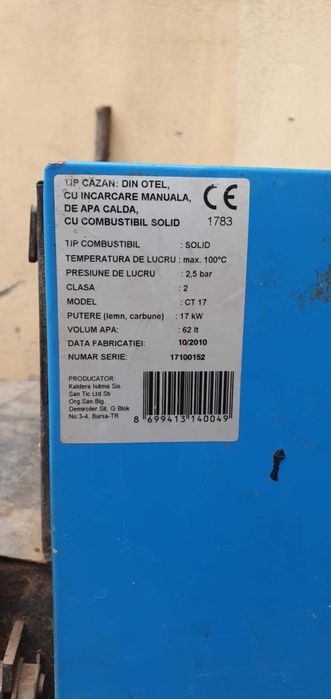 TIP CAZAN: DIN OTEL,
CU INCARCARE MANUALA,
DE APA CALDA,
CU COMBUSTIBIL SOLID
CE
1783
TIP COMBUSTIBIL : SOLID
TEMPERATURA DE LUCRU : max. 100°C
PRESIUNE DE LUCRU : 2,5 bar
CLASA : 2
MODEL : CT 17
PUTERE (lemn, carbune) : 17 kW
VOLUM APA: : 62 lt
DATA FABRICATIEI: 10/2010
NUMAR SERIE: 17100152
PRODUCATOR:
Kaldera Isitma Sis.
San Tic Ltd Sti
Org.San.Blg.
Demirciler Sit. G Blok
No:3-4, Bursa-TR
8 699413 140049